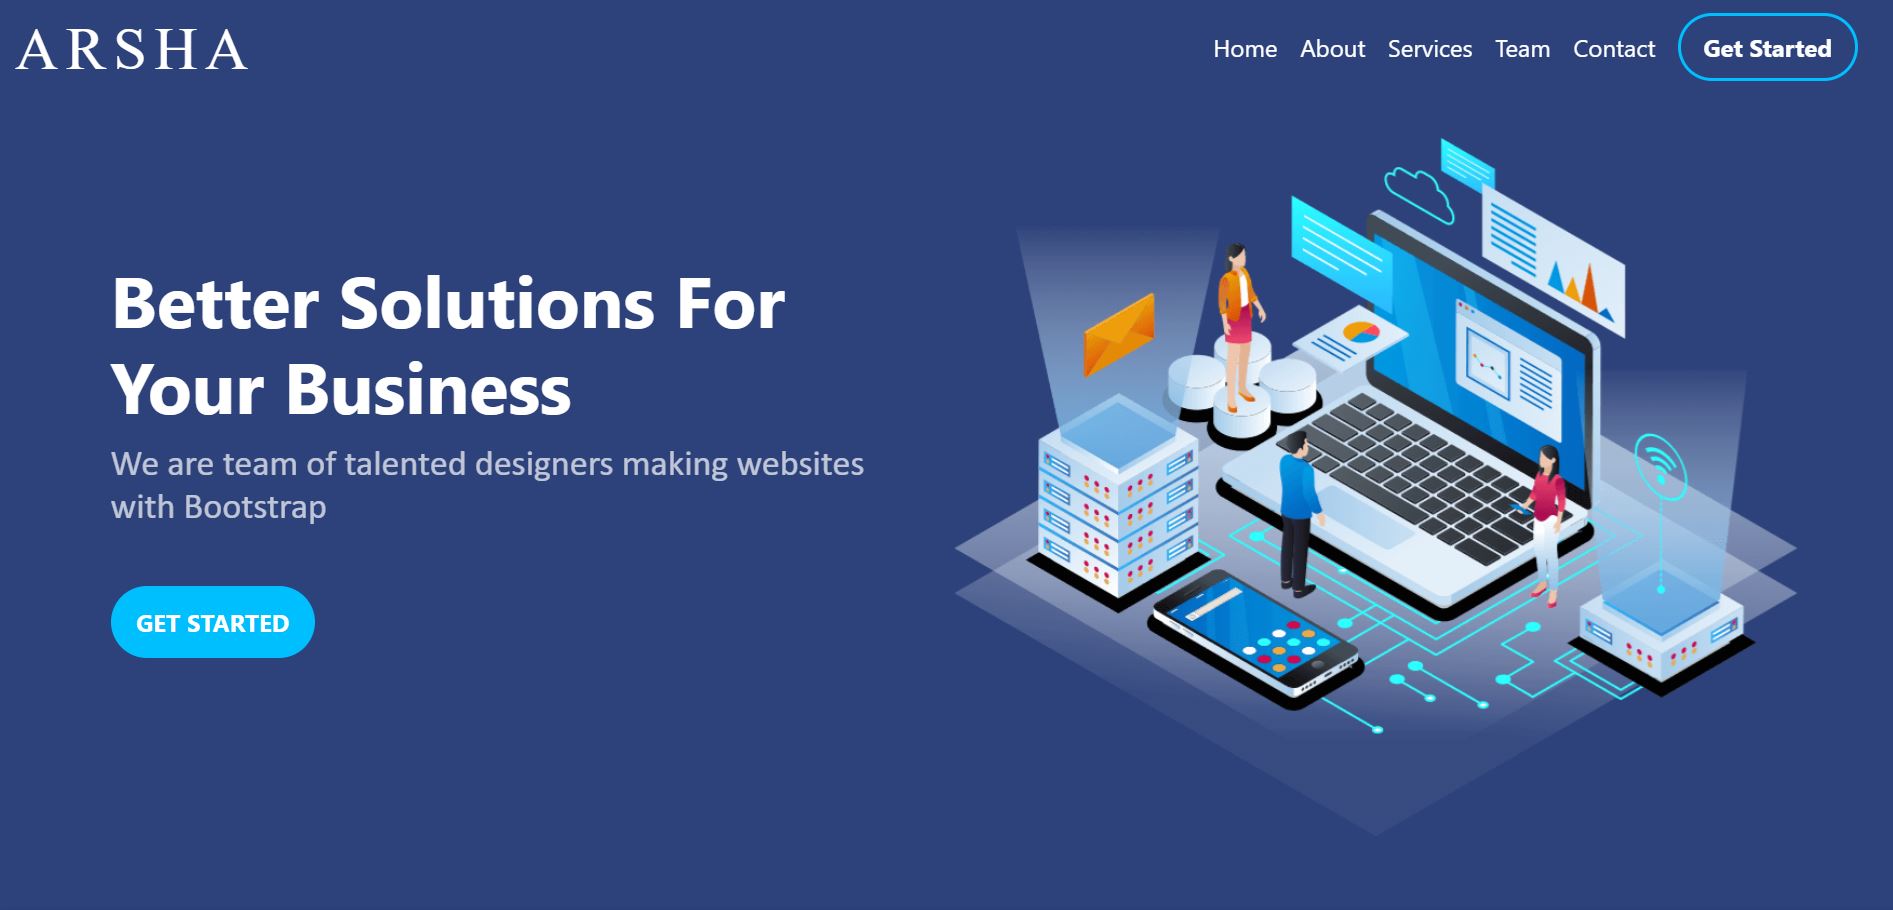 ARSHA
Home About Services Team Contact Get Started
Better Solutions For
Your Business
We are team of talented designers making websites
with Bootstrap
GET STARTED